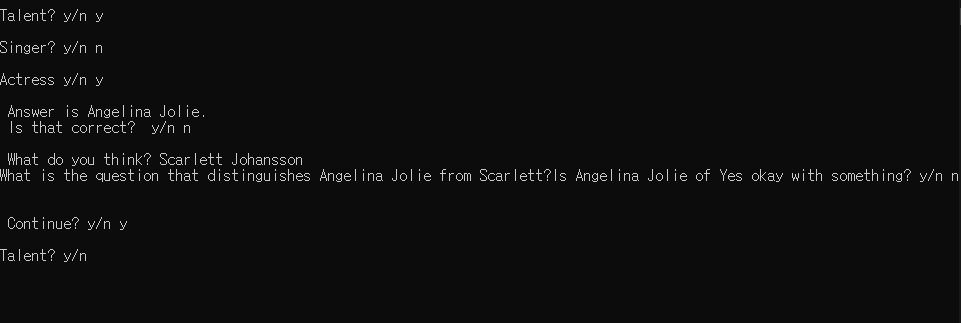 Talent? y/n y
Singer? y/n n
Actress y/n y
Answer is Angelina Jolie.
Is that correct?  y/n n
What do you think? Scarlett Johansson
What is the question that distinguishes Angelina Jolie from Scarlett?Is Angelina Jolie of Yes okay with something? y/n n
Continue? y/n y
Talent? y/n